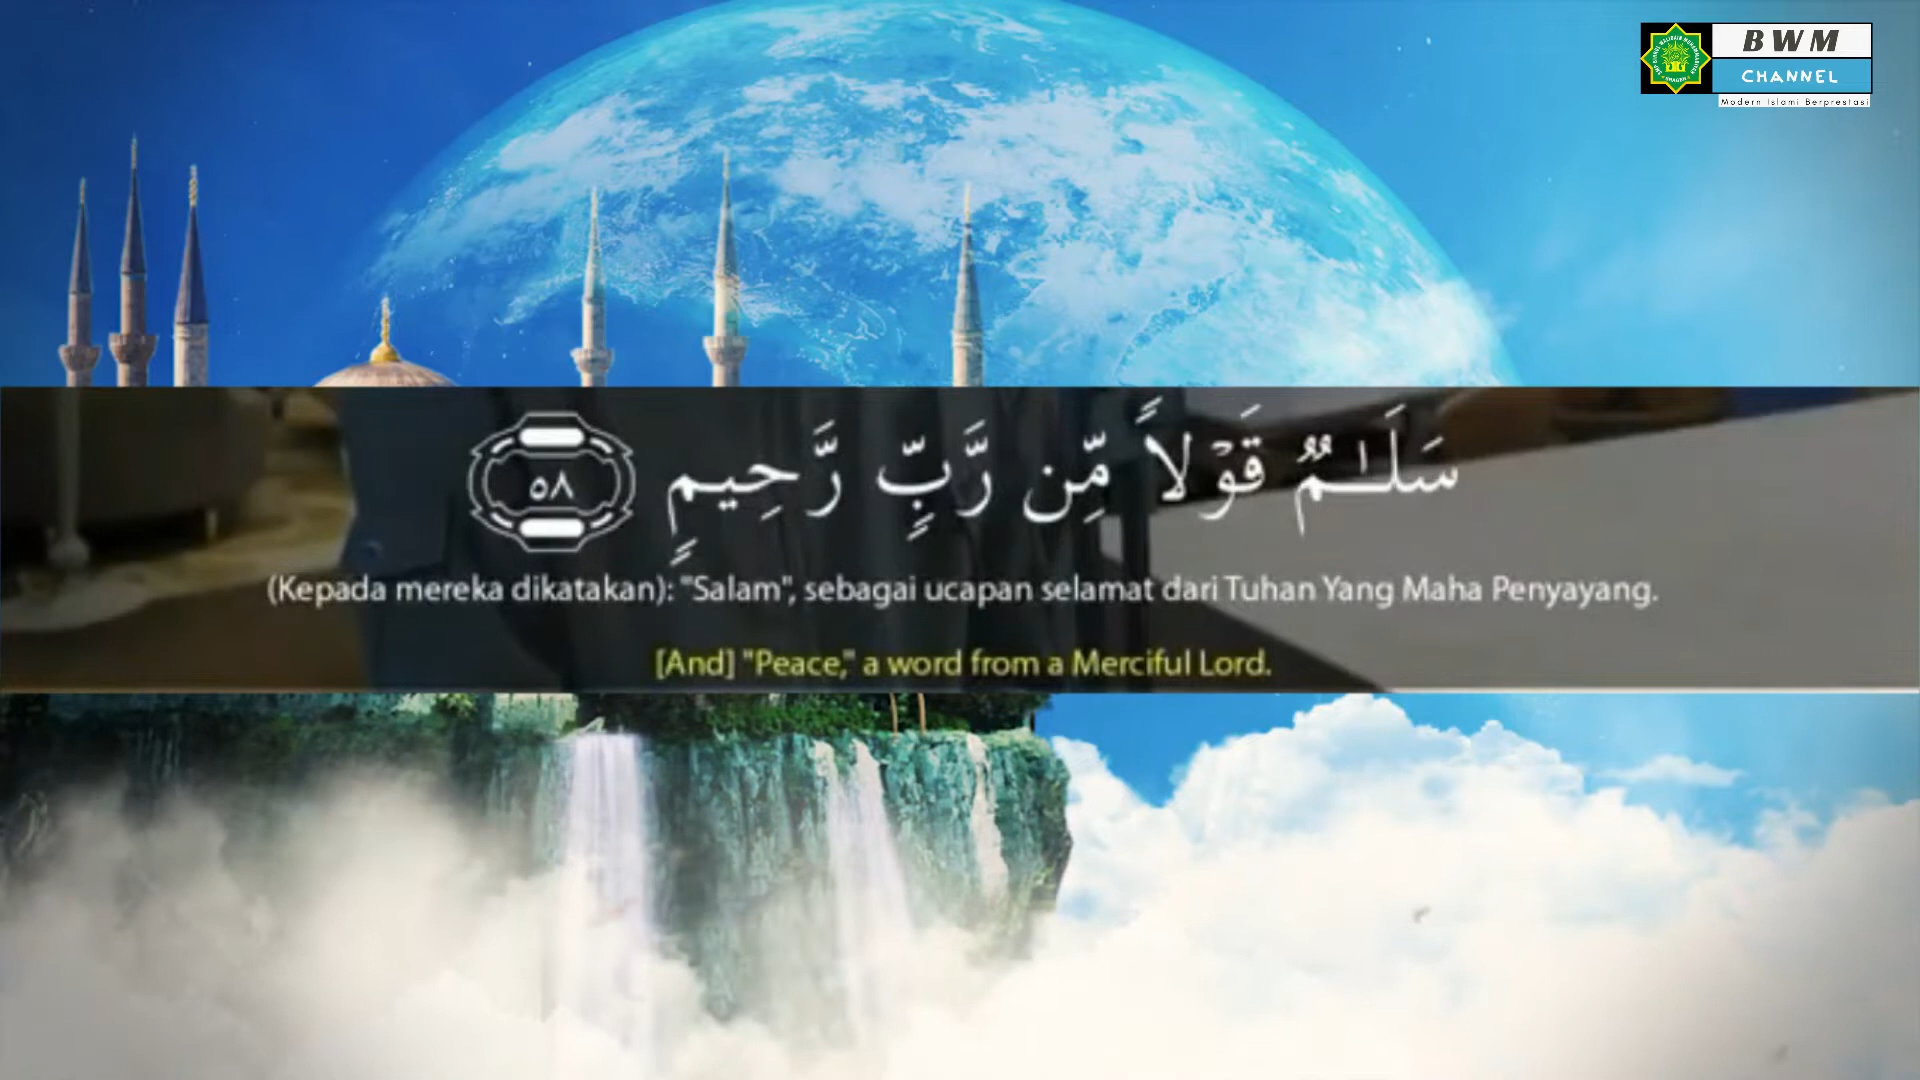 BWM
CHANNEL
Modern Islami Berprestasi
سَلَـٰمٌ قَوْلاً مِّن رَّبٍّ رَّحِيمٍ ٥٨
(Kepada mereka dikatakan): "Salam", sebagai ucapan selamat dari Tuhan Yang Maha Penyayang.
[And] "Peace," a word from a Merciful Lord.